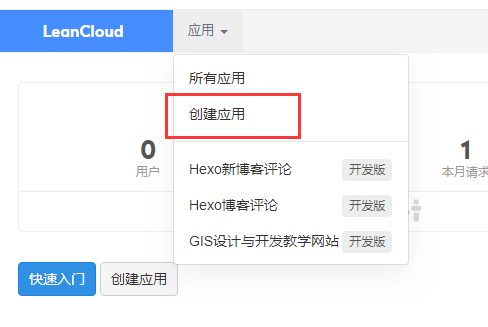 LeanCloud 应用
所有应用
创建应用
0
用户
1
本月请求
Hexo新博客评论 开发版
Hexo博客评论 开发版
GIS设计与开发教学网站 开发版
快速入门 创建应用